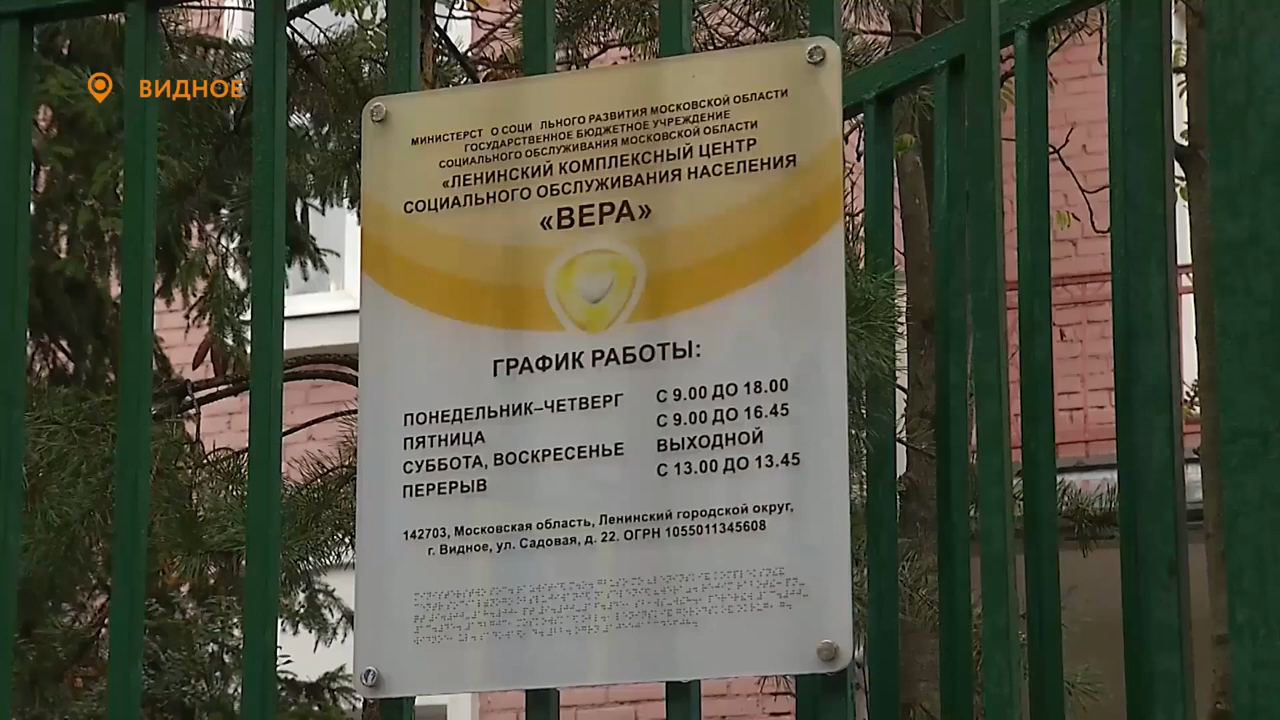 ВИДНОЕ
МИНИСТЕРСТ О СОЦИ ЛЬНОГО РАЗВИТИЯ МОСКОВСКОЙ ОБЛАСТИ
ГОСУДАРСТВЕННОЕ БЮДЖЕТНОЕ УЧРЕЖДЕНИЕ
СОЦИАЛЬНОГО ОБСЛУЖИВАНИЯ МОСКОВСКОЙ ОБЛАСТИ
«ЛЕНИНСКИЙ КОМПЛЕКСНЫЙ ЦЕНТР
СОЦИАЛЬНОГО ОБСЛУЖИВАНИЯ НАСЕЛЕНИЯ
«ВЕРА»
ГРАФИК РАБОТЫ:
ПОНЕДЕЛЬНИК–ЧЕТВЕРГ С 9.00 ДО 18.00
ПЯТНИЦА С 9.00 ДО 16.45
СУББОТА, ВОСКРЕСЕНЬЕ ВЫХОДНОЙ
ПЕРЕРЫВ С 13.00 ДО 13.45
142703, Московская область, Ленинский городской округ,
г. Видное, ул. Садовая, д. 22. ОГРН 1055011345608